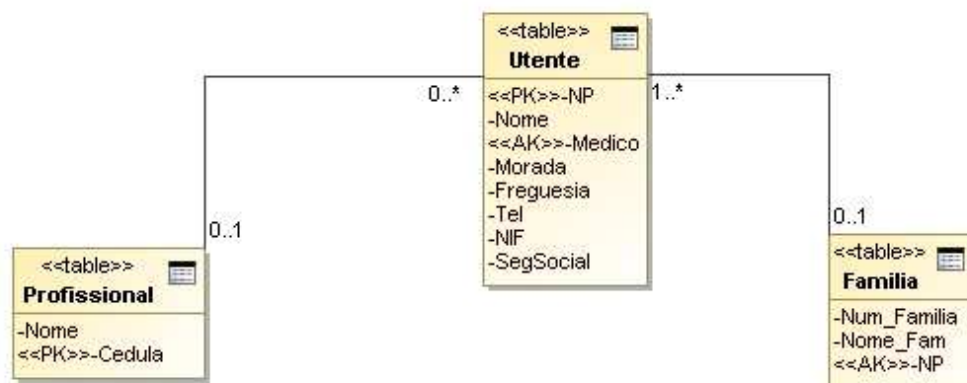 <<table>>
Utente
<<PK>>-NP
-Nome
<<AK>>-Medico
-Morada
-Freguesia
-Tel
-NIF
-SegSocial
0..*
1..*
0..1
0..1
<<table>>
Profissional
-Nome
<<PK>>-Cedula
<<table>>
Familia
-Num_Familia
-Nome_Fam
<<AK>>-NP